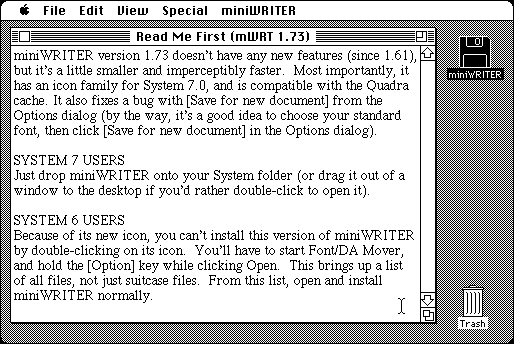 File Edit View Special miniWRITER
Read Me First (mWRT 1.73)
miniWRITER version 1.73 doesn't have any new features (since 1.61),
but it's a little smaller and imperceptibly faster.  Most importantly, it
has an icon family for System 7.0, and is compatible with the Quadra
cache. It also fixes a bug with [Save for new document] from the
Options dialog (by the way, it's a good idea to choose your standard
font, then click [Save for new document] in the Options dialog).
SYSTEM 7 USERS
Just drop miniWRITER onto your System folder (or drag it out of a
window to the desktop if you'd rather double-click to open it).
SYSTEM 6 USERS
Because of its new icon, you can't install this version of miniWRITER
by double-clicking on its icon.  You'll have to start Font/DA Mover,
and hold the [Option] key while clicking Open.  This brings up a list
of all files, not just suitcase files.  From this list, open and install
miniWRITER normally.
miniWRITER
Trash